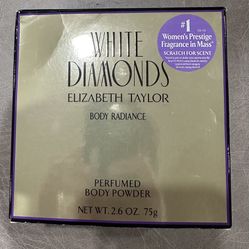 WHITE
DIAMONDS
ELIZABETH TAYLOR
BODY RADIANCE
PERFUMED
BODY POWDER
NET WT. 2.6 OZ. 75g
#1
Women's Prestige
Fragrance in Mass*
SCRATCH FOR SCENT